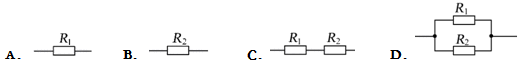 A. R₁ B. R₂ C. R₁ R₂ D. R₁
R₂